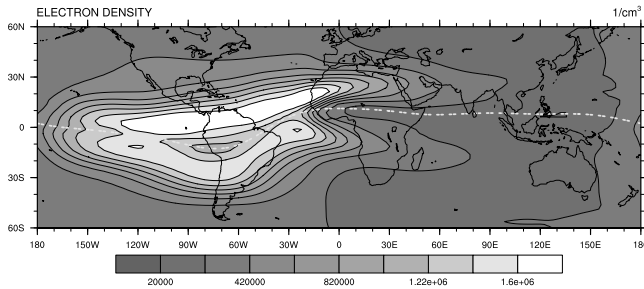 ELECTRON DENSITY 1/cm³
60N
30N
0
30S
60S
180 150W 120W 90W 60W 30W 0 30E 60E 90E 120E 150E 18
20000 420000 820000 1.22e+06 1.6e+06